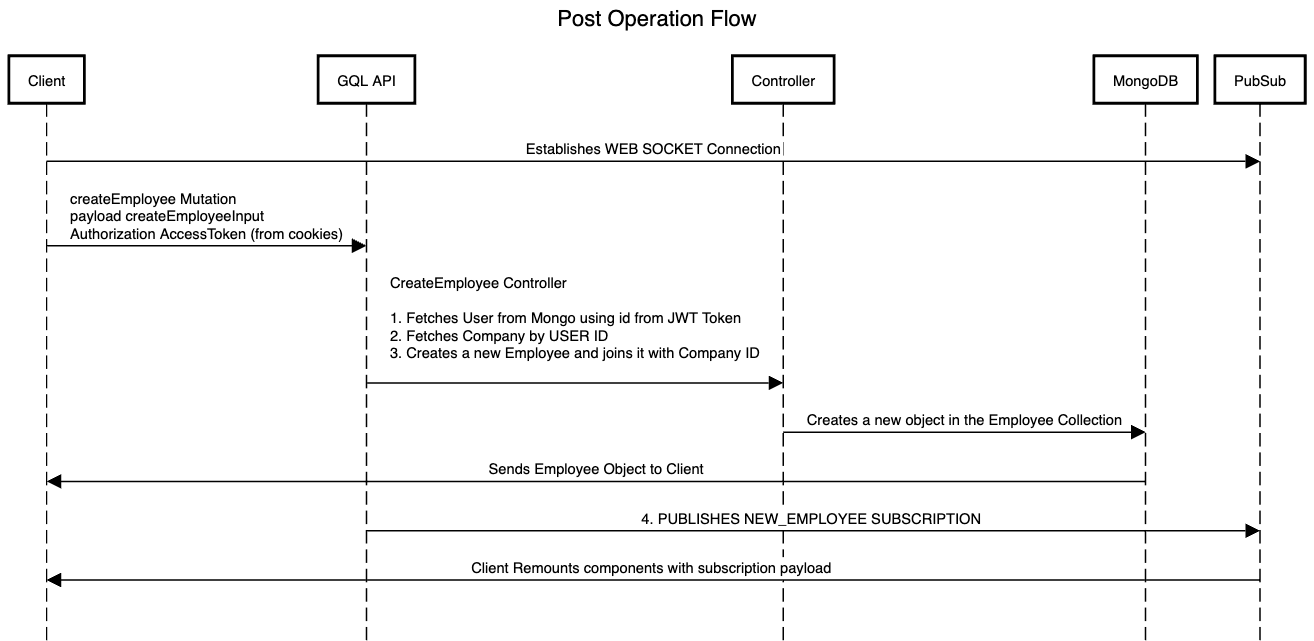 Post Operation Flow
Client
GQL API
Controller
MongoDB
PubSub
Establishes WEB SOCKET Connection
createEmployee Mutation
payload createEmployeeInput
Authorization AccessToken (from cookies)
CreateEmployee Controller
1. Fetches User from Mongo using id from JWT Token
2. Fetches Company by USER ID
3. Creates a new Employee and joins it with Company ID
Creates a new object in the Employee Collection
Sends Employee Object to Client
4. PUBLISHES NEW_EMPLOYEE SUBSCRIPTION
Client Remounts components with subscription payload